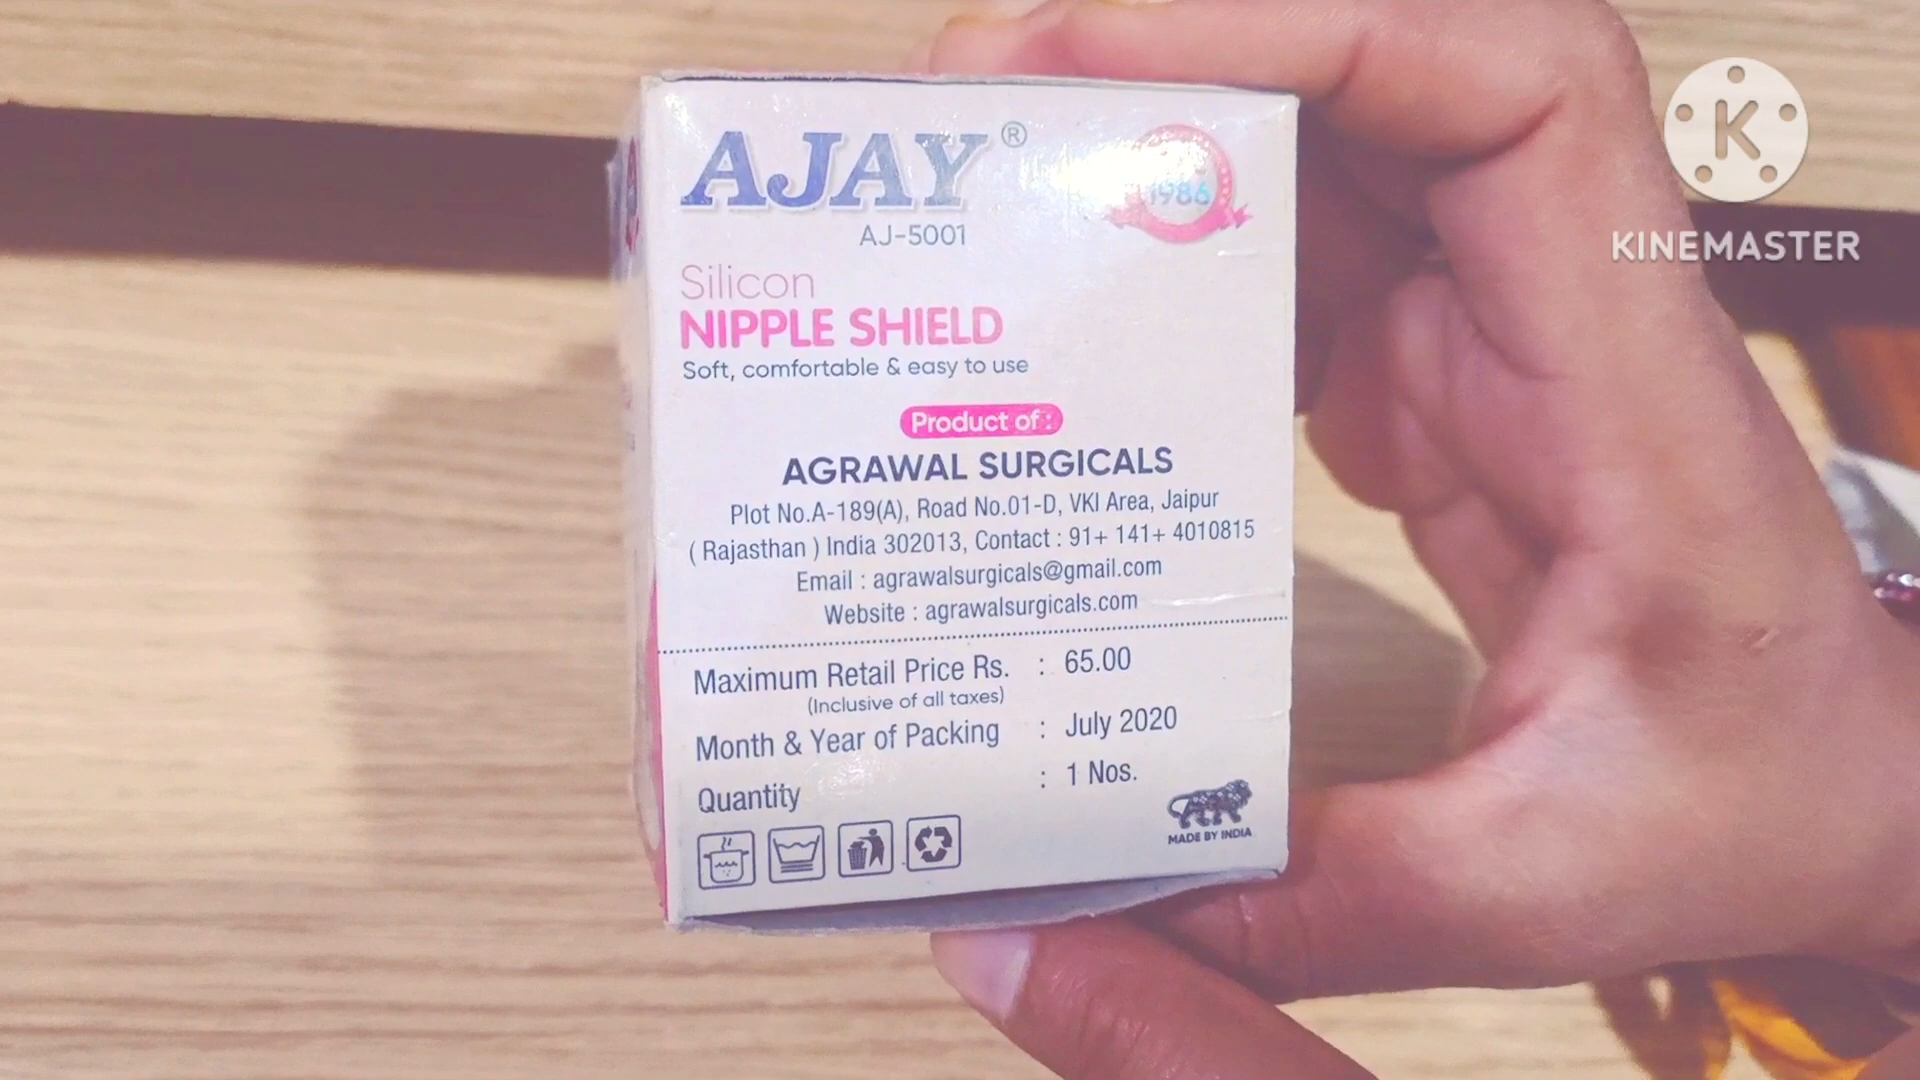 AJAY®
1986
AJ-5001
Silicon
NIPPLE SHIELD
Soft, comfortable & easy to use
Product of :
AGRAWAL SURGICALS
Plot No.A-189(A), Road No.01-D, VKI Area, Jaipur
( Rajasthan ) India 302013, Contact : 91+ 141+ 4010815
Email : agrawalsurgicals@gmail.com
Website : agrawalsurgicals.com
Maximum Retail Price Rs. : 65.00
(Inclusive of all taxes)
Month & Year of Packing : July 2020
Quantity : 1 Nos.
MADE BY INDIA
K
KINEMASTER